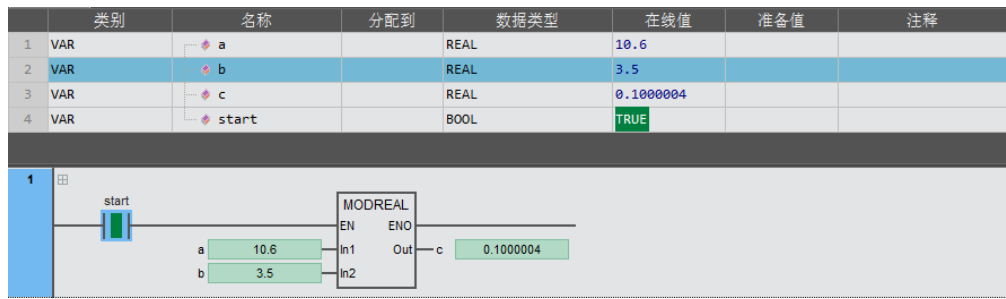 类别 名称 分配到 数据类型 在线值 准备值 注释
1 VAR a REAL 10.6
2 VAR b REAL 3.5
3 VAR c REAL 0.1000004
4 VAR start BOOL TRUE
1
start
MODREAL
EN ENO
a 10.6 In1 Out c 0.1000004
b 3.5 In2